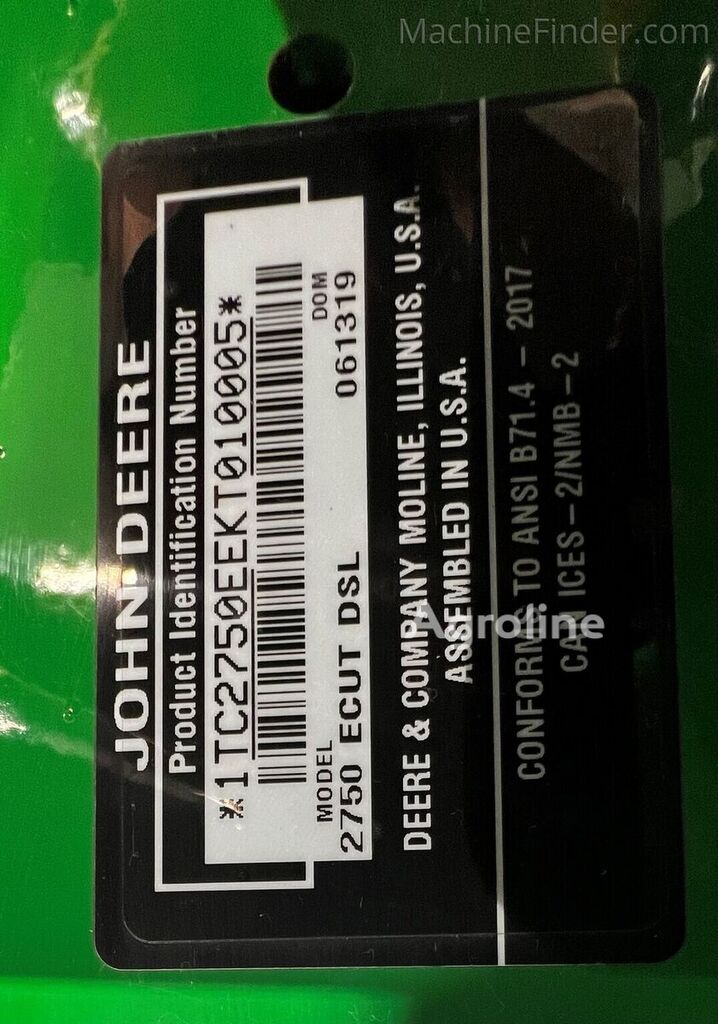 MachineFinder.com
JOHN DEERE
Product Identification Number
*1TC2750EEKT010005*
MODEL DOM
2750 ECUT DSL 061319
DEERE & COMPANY MOLINE, ILLINOIS, U.S.A.
ASSEMBLED IN U.S.A.
Agroline
CONFORMS TO ANSI B71.4 – 2017
CAN ICES–2/NMB–2